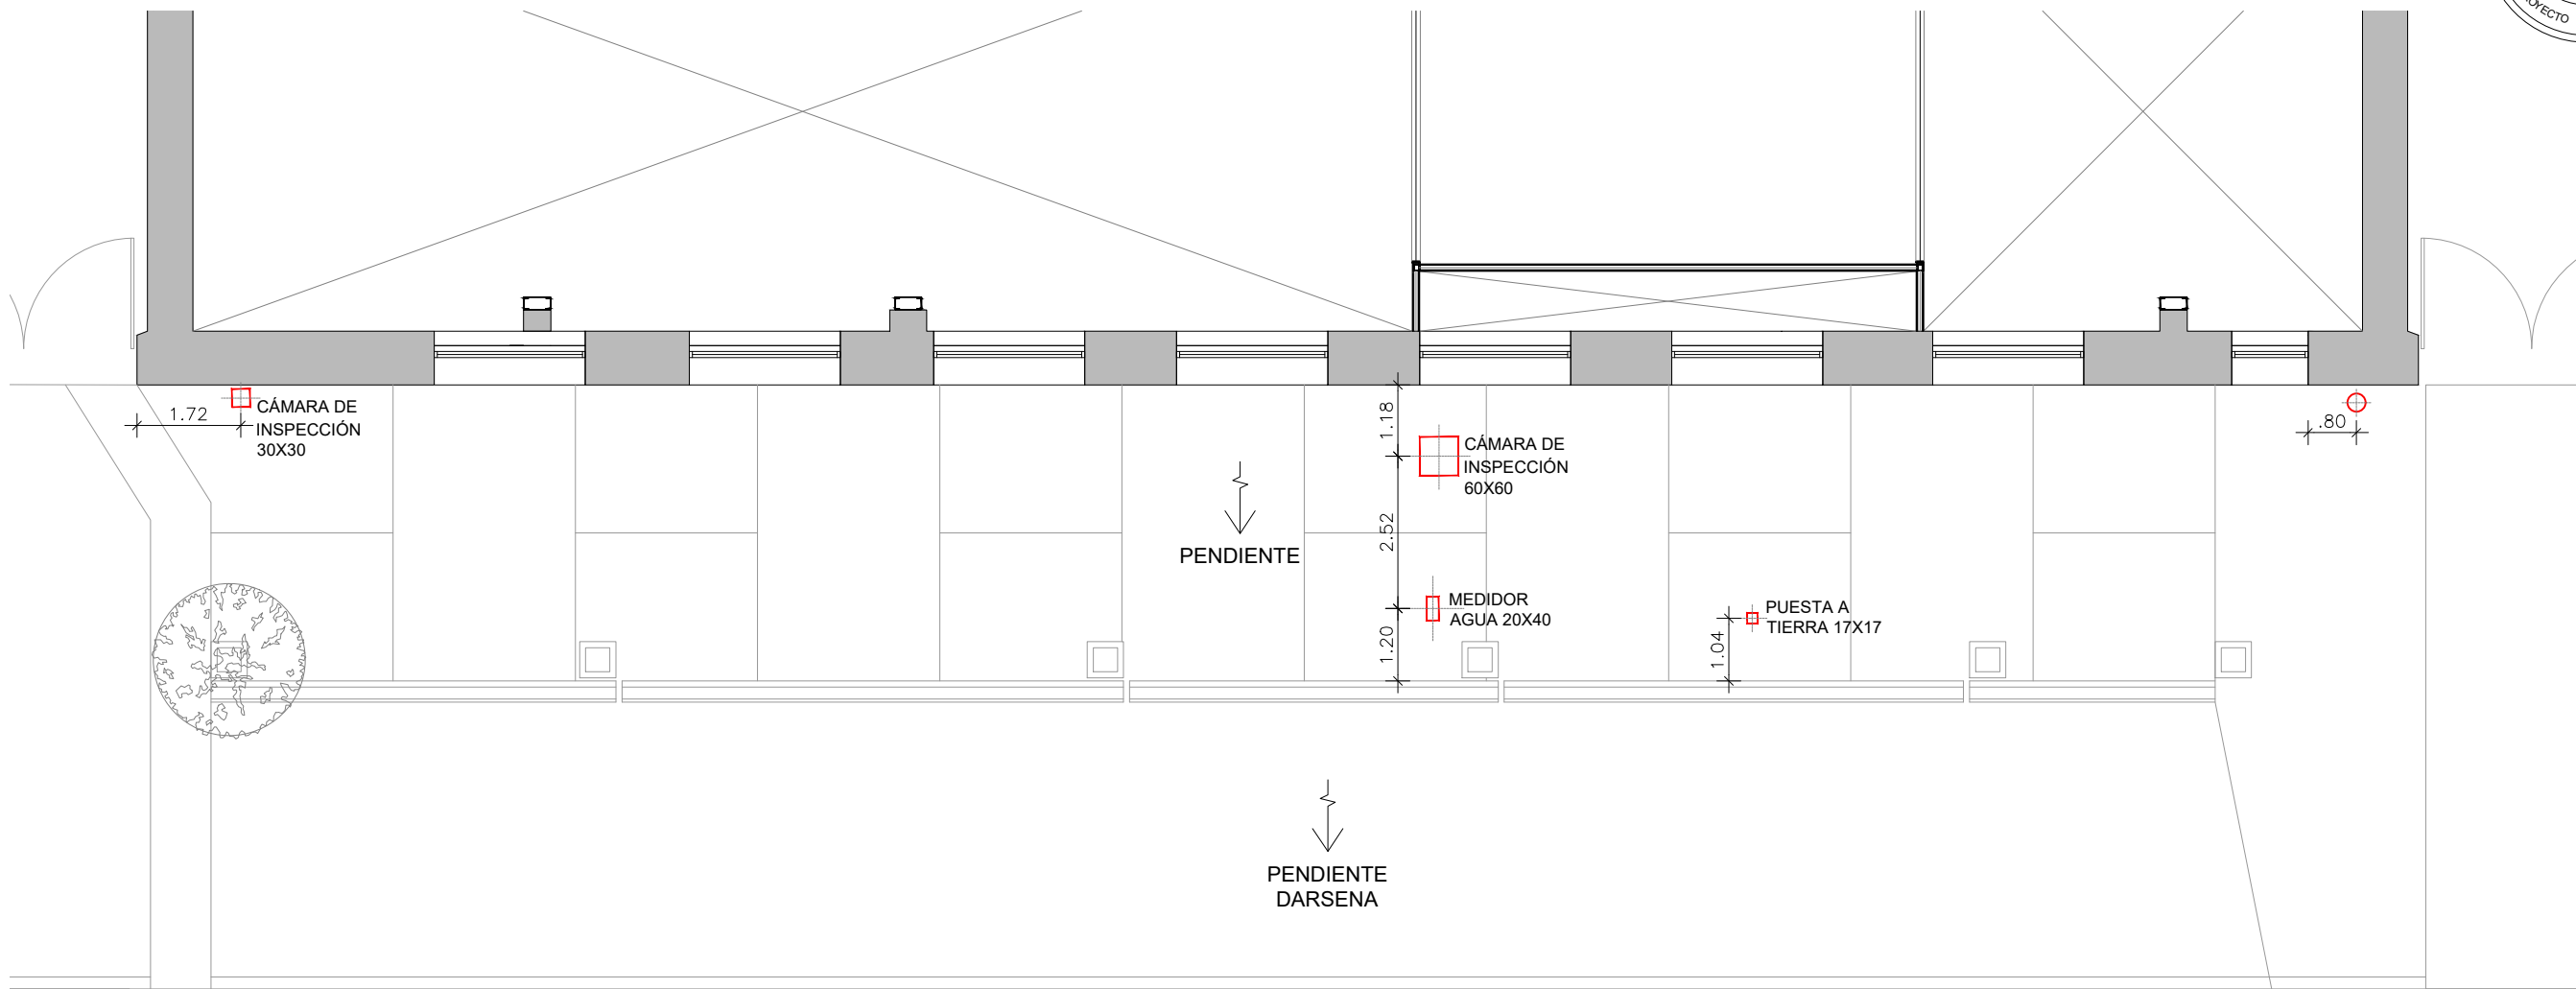 1.72
CÁMARA DE
INSPECCIÓN
30X30
1.18
CÁMARA DE
INSPECCIÓN
60X60
.80
2.52
PENDIENTE
MEDIDOR
AGUA 20X40
1.20
PUESTA A
TIERRA 17X17
1.04
PENDIENTE
DARSENA